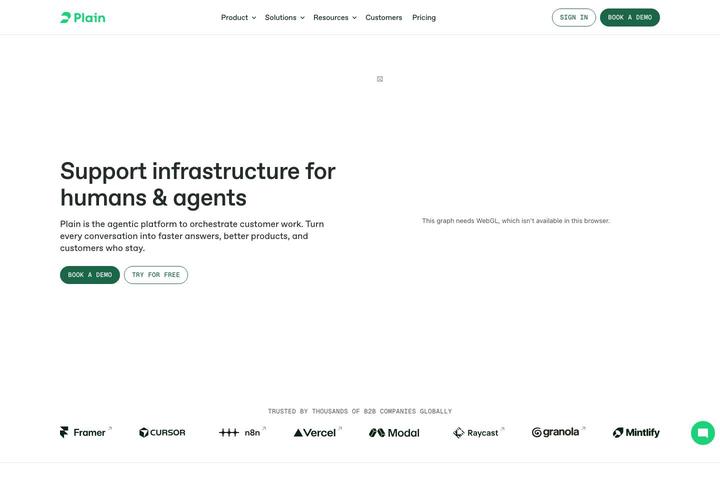 Plain
Product
Solutions
Resources
Customers
Pricing
SIGN IN
BOOK A DEMO
Support infrastructure for
humans & agents
Plain is the agentic platform to orchestrate customer work. Turn
every conversation into faster answers, better products, and
customers who stay.
BOOK A DEMO
TRY FOR FREE
This graph needs WebGL, which isn't available in this browser.
TRUSTED BY THOUSANDS OF B2B COMPANIES GLOBALLY
Framer
CURSOR
n8n
Vercel
Modal
Raycast
granola
Mintlify